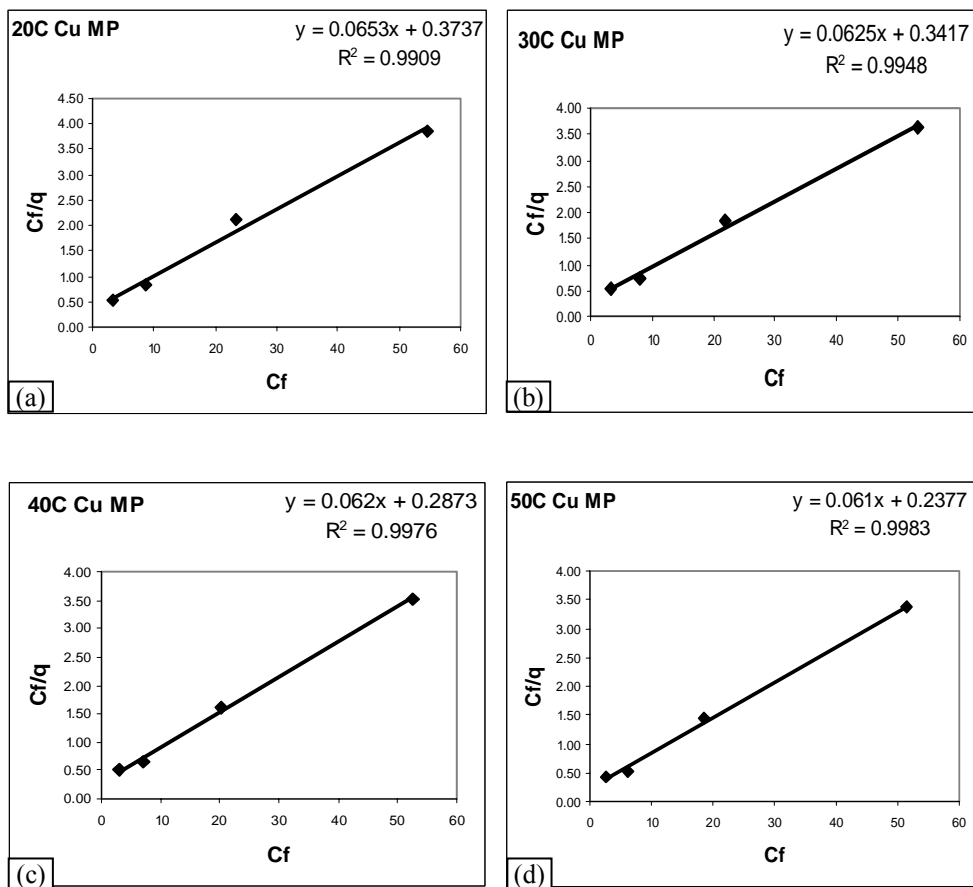 20C Cu MP
y = 0.0653x + 0.3737
R² = 0.9909
4.50
4.00
3.50
3.00
2.50
2.00
1.50
1.00
0.50
0.00
Cf/q
0 10 20 30 40 50 60
Cf
(a)
30C Cu MP
y = 0.0625x + 0.3417
R² = 0.9948
4.00
3.50
3.00
2.50
2.00
1.50
1.00
0.50
0.00
Cf/q
0 10 20 30 40 50 60
Cf
(b)
40C Cu MP
y = 0.062x + 0.2873
R² = 0.9976
4.00
3.50
3.00
2.50
2.00
1.50
1.00
0.50
0.00
Cf/q
0 10 20 30 40 50 60
Cf
(c)
50C Cu MP
y = 0.061x + 0.2377
R² = 0.9983
4.00
3.50
3.00
2.50
2.00
1.50
1.00
0.50
0.00
Cf/q
0 10 20 30 40 50 60
Cf
(d)